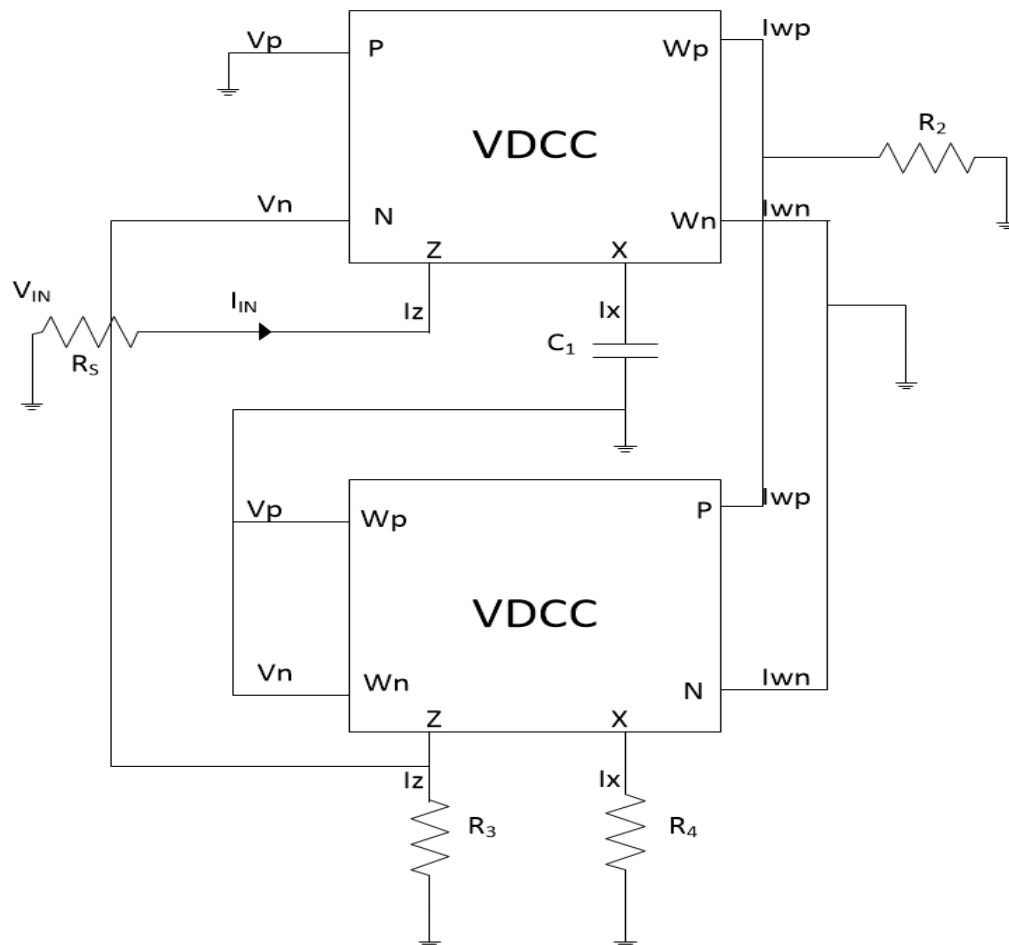 Vp
P
Wp
Iwp
VDCC
R2
Vn
N
Wn
Iwn
Z
X
VIN
IIN
Iz
Ix
RS
C1
Vp
Wp
P
Iwp
VDCC
Vn
Wn
N
Iwn
Z
X
Iz
Ix
R3
R4